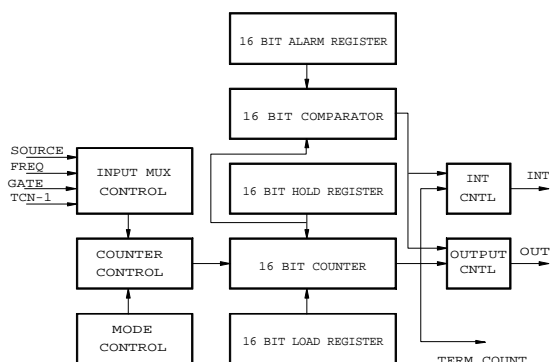 16 BIT ALARM REGISTER
16 BIT COMPARATOR
SOURCE
FREQ
GATE
TCN-1
INPUT MUX
CONTROL
16 BIT HOLD REGISTER
INT
CNTL
INT
COUNTER
CONTROL
16 BIT COUNTER
OUTPUT
CNTL
OUT
MODE
CONTROL
16 BIT LOAD REGISTER
TERM COUNT